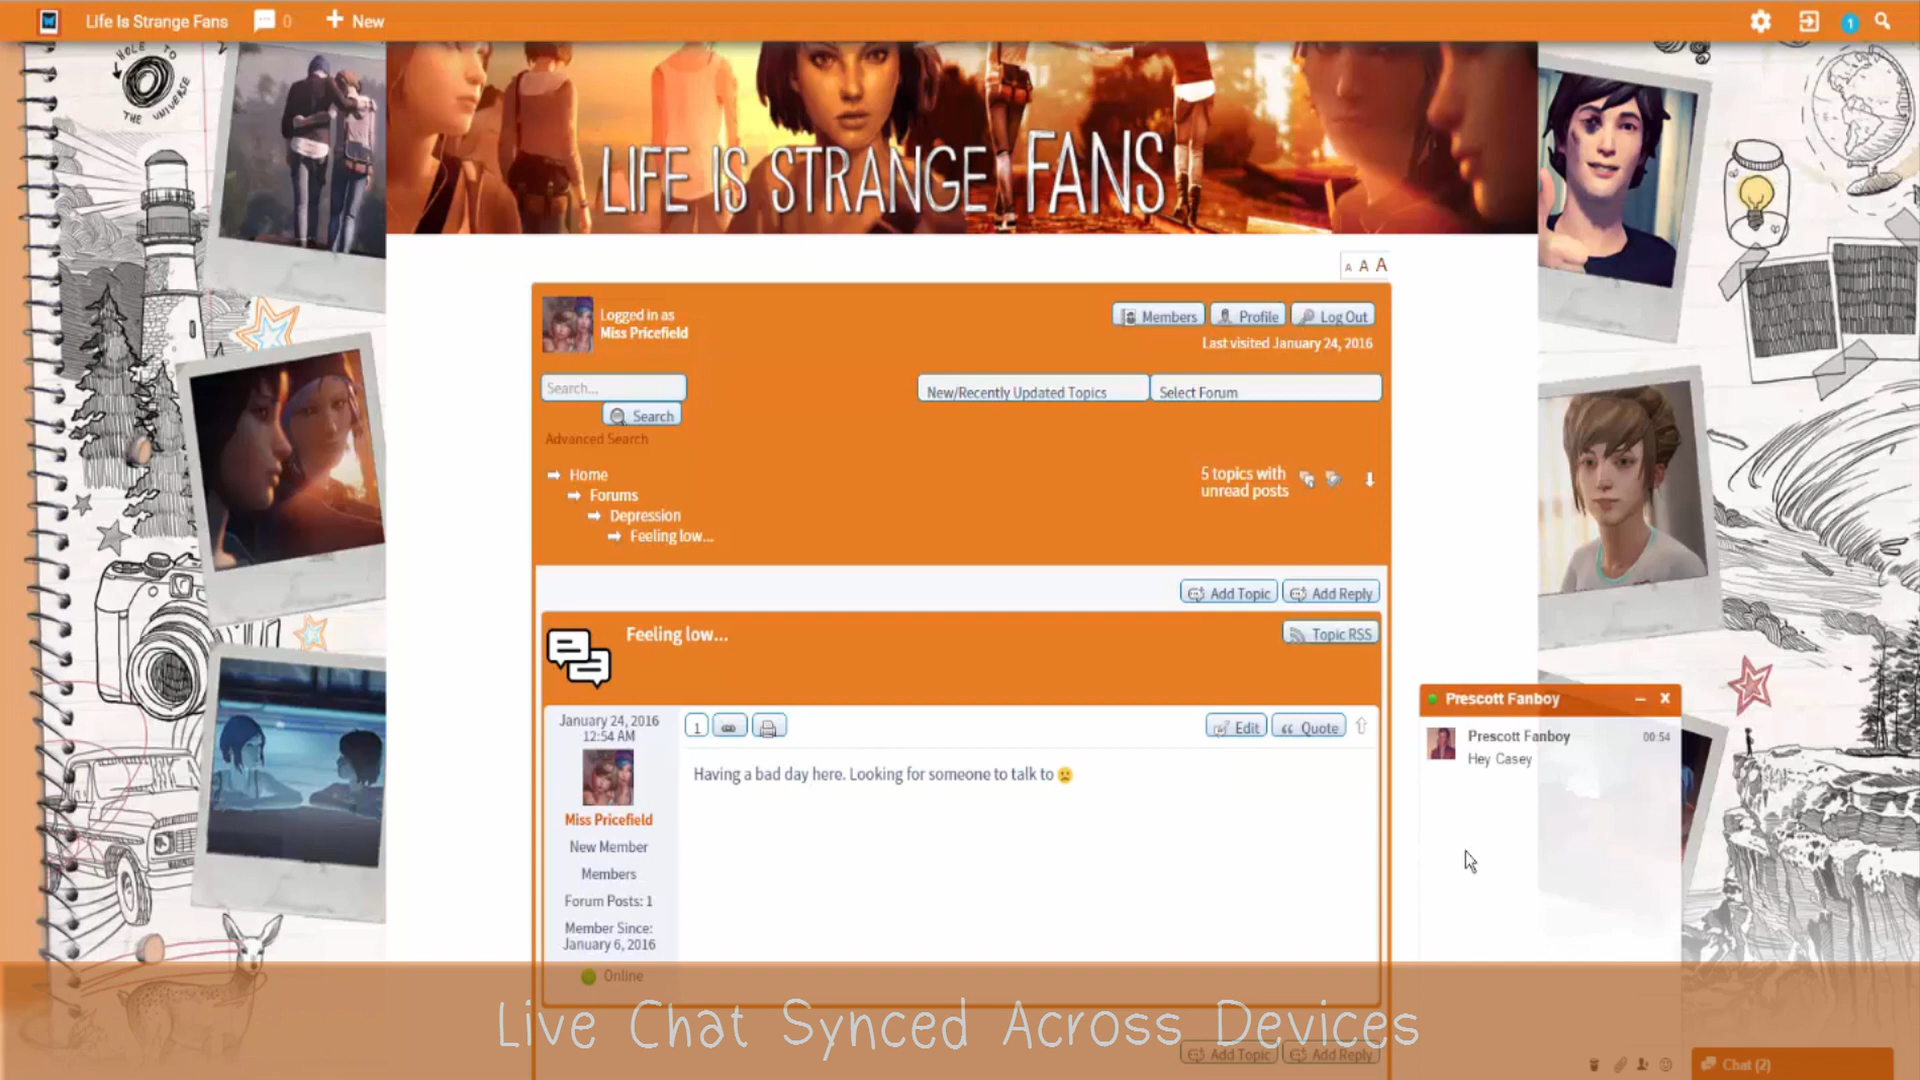 Life Is Strange Fans
0
New
1
HOLE TO
THE UNIVERSE
LIFE IS STRANGE FANS
A A A
Logged in as
Miss Pricefield
Members
Profile
Log Out
Last visited January 24, 2016
Search...
Search
Advanced Search
New/Recently Updated Topics
Select Forum
Home
Forums
Depression
Feeling low...
5 topics with
unread posts
Add Topic
Add Reply
Feeling low...
Topic RSS
January 24, 2016
12:54 AM
1
Edit
Quote
Having a bad day here. Looking for someone to talk to
Miss Pricefield
New Member
Members
Forum Posts: 1
Member Since:
January 6, 2016
Online
Prescott Fanboy
Prescott Fanboy
00:54
Hey Casey
Live Chat Synced Across Devices
Add Topic
Add Reply
Chat (2)